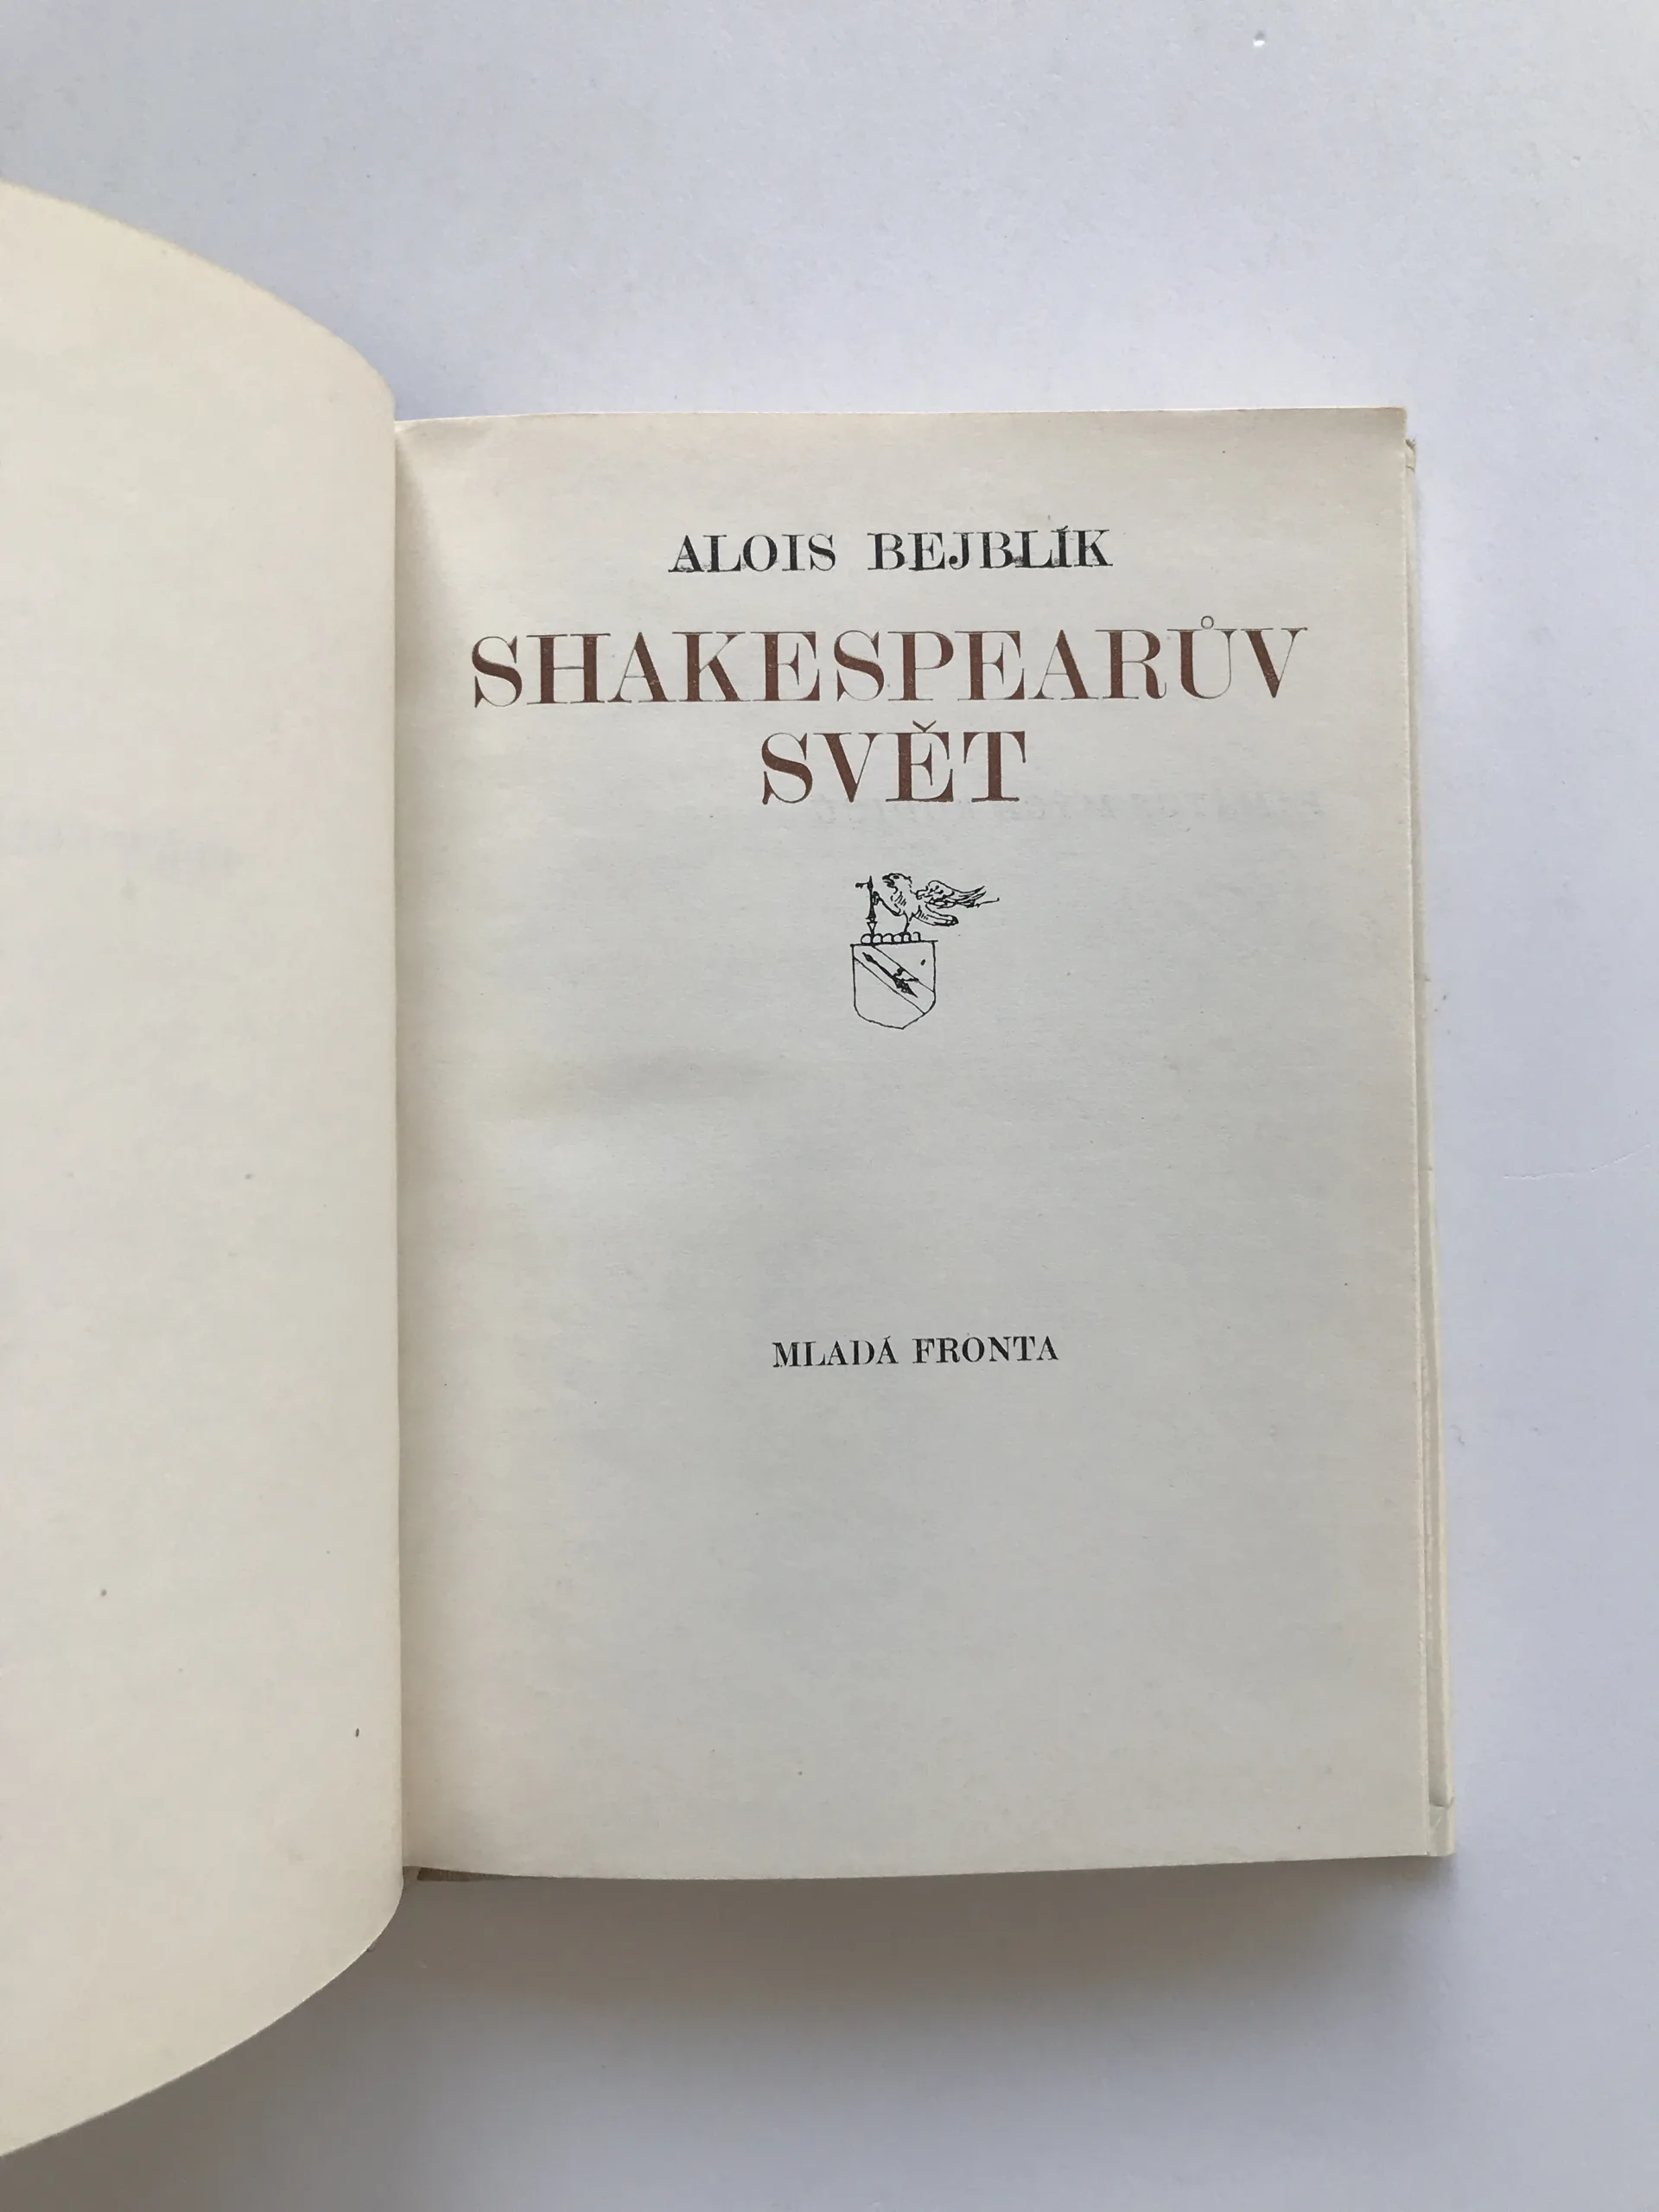 ALOIS BEJBLÍK
SHAKESPEARŮV
SVĚT
MLADÁ FRONTA